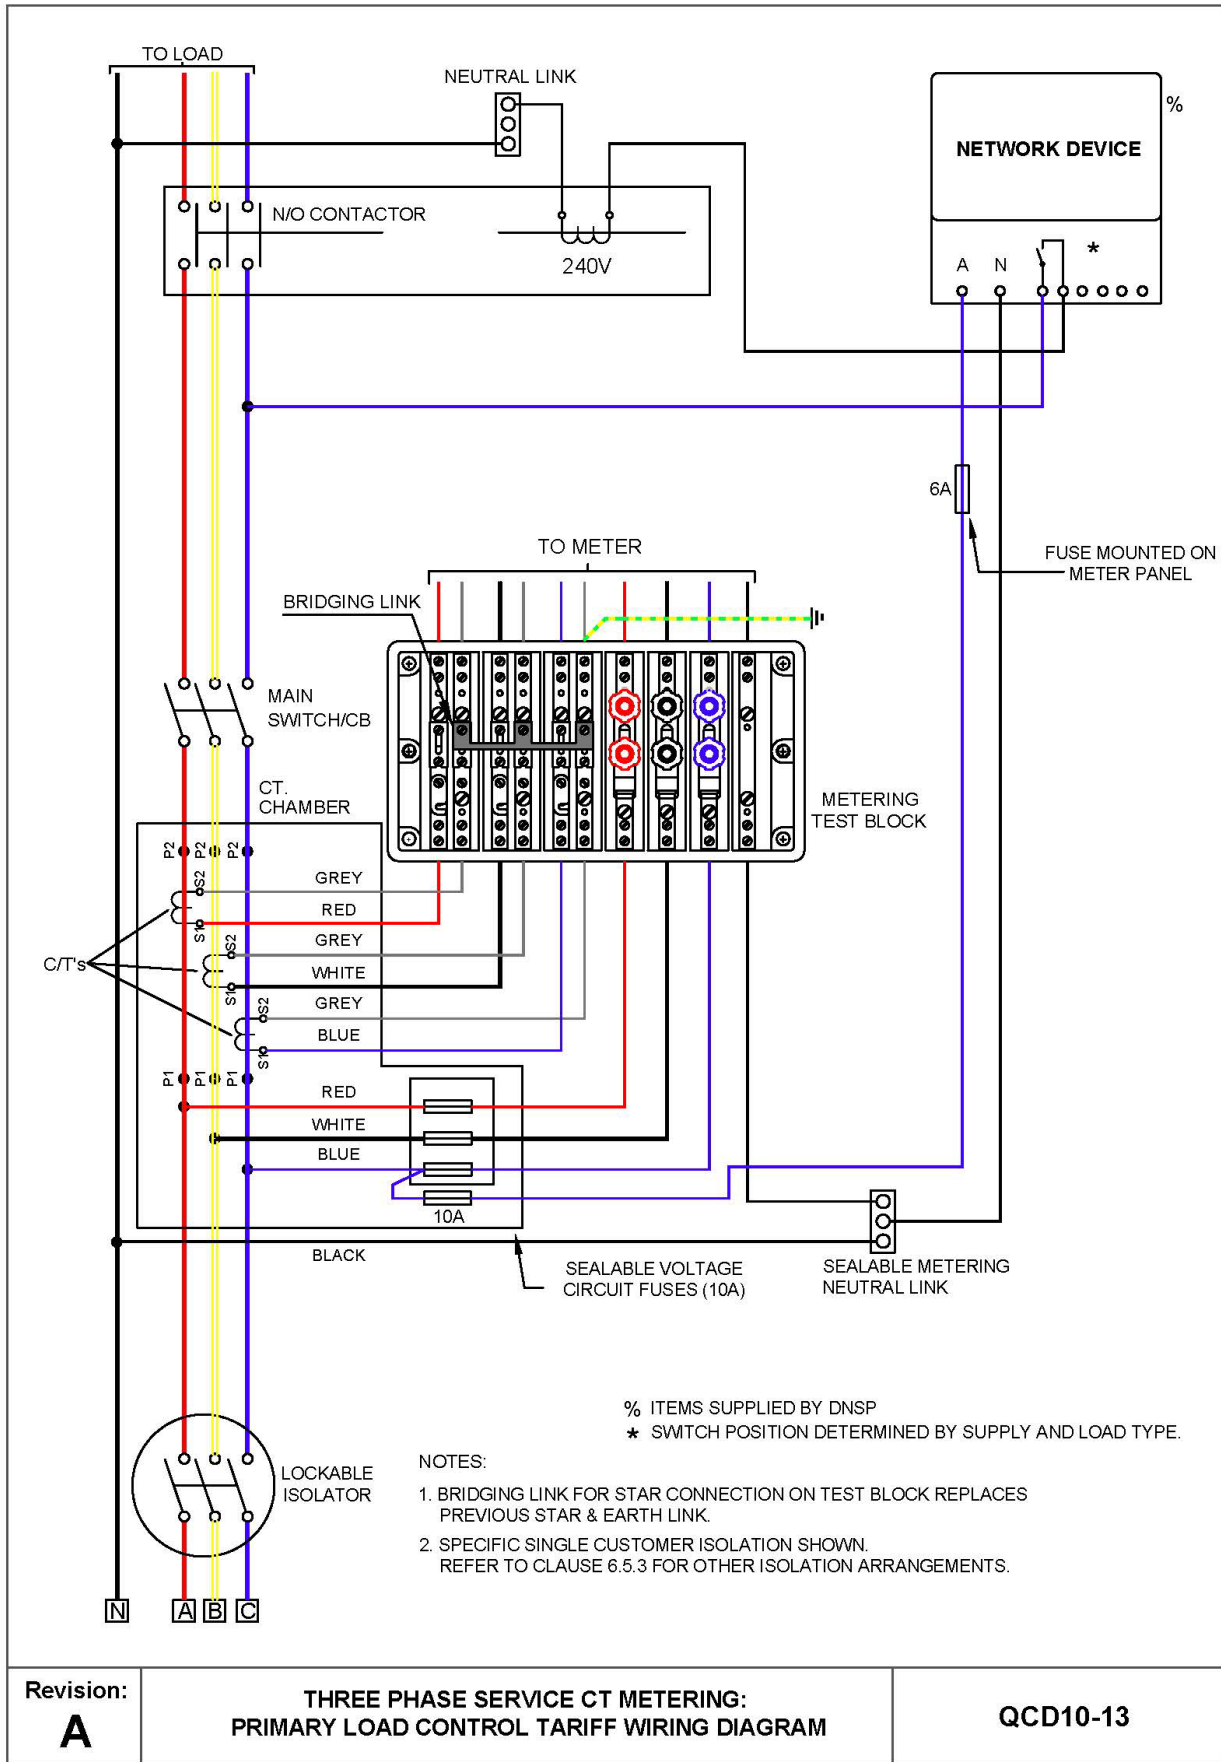 TO LOAD
NEUTRAL LINK
%
NETWORK DEVICE
N/O CONTACTOR
240V
A N *
6A
TO METER
FUSE MOUNTED ON
METER PANEL
BRIDGING LINK
MAIN
SWITCH/CB
CT.
CHAMBER
METERING
TEST BLOCK
P2 P2 P2
S2
GREY
RED
S1
S2
GREY
C/T's
WHITE
S1
S2
GREY
BLUE
S1
P1 P1 P1
RED
WHITE
BLUE
10A
BLACK
SEALABLE VOLTAGE
CIRCUIT FUSES (10A)
SEALABLE METERING
NEUTRAL LINK
% ITEMS SUPPLIED BY DNSP
* SWITCH POSITION DETERMINED BY SUPPLY AND LOAD TYPE.
LOCKABLE
ISOLATOR
NOTES:
1. BRIDGING LINK FOR STAR CONNECTION ON TEST BLOCK REPLACES
PREVIOUS STAR & EARTH LINK.
2. SPECIFIC SINGLE CUSTOMER ISOLATION SHOWN.
REFER TO CLAUSE 6.5.3 FOR OTHER ISOLATION ARRANGEMENTS.
N A B C
Revision:
A
THREE PHASE SERVICE CT METERING:
PRIMARY LOAD CONTROL TARIFF WIRING DIAGRAM
QCD10-13